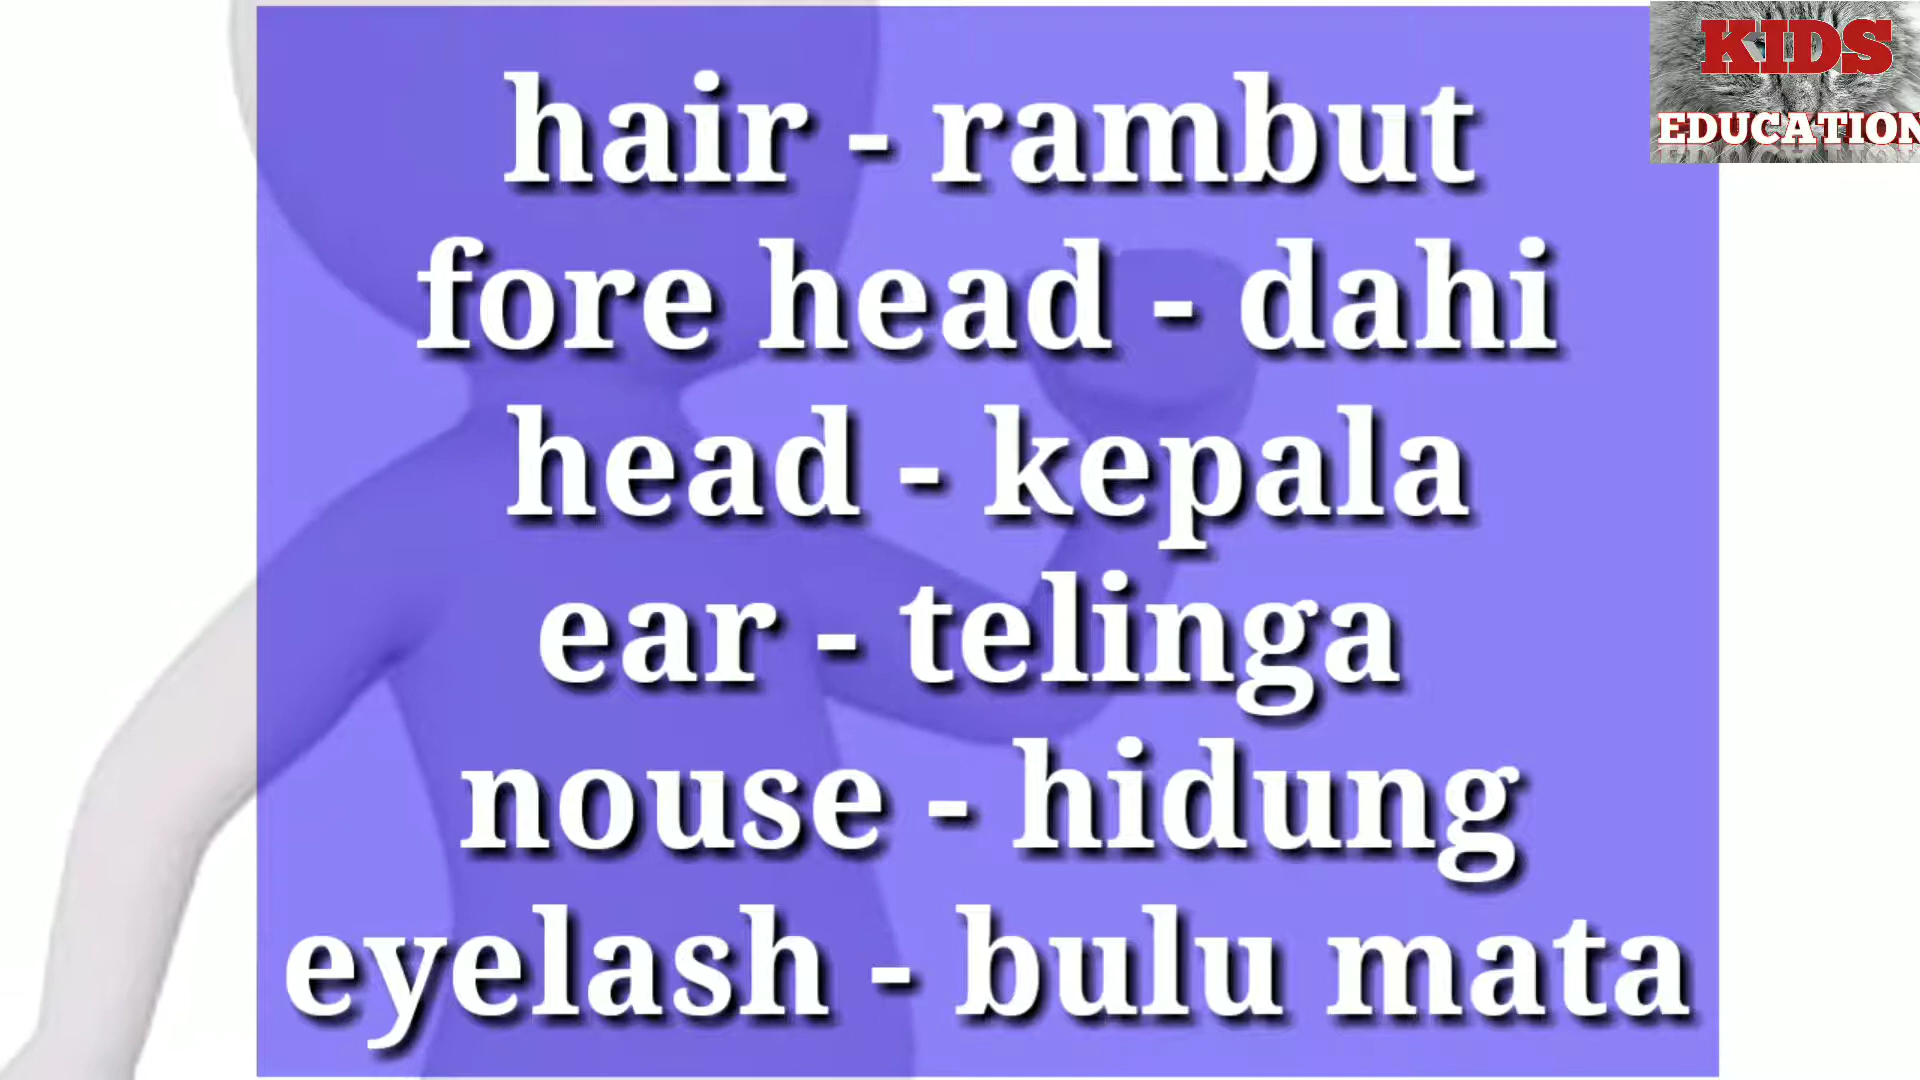 KIDS
EDUCATION
hair - rambut
fore head - dahi
head - kepala
ear - telinga
nouse - hidung
eyelash - bulu mata